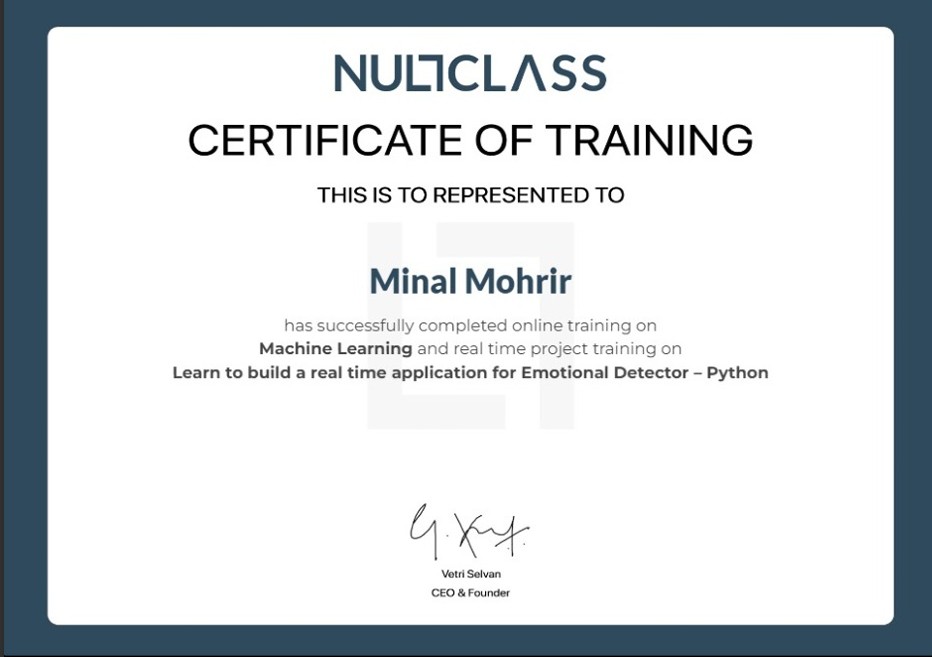 NULLCLASS
CERTIFICATE OF TRAINING
THIS IS TO REPRESENTED TO
Minal Mohrir
has successfully completed online training on
Machine Learning and real time project training on
Learn to build a real time application for Emotional Detector – Python
Vetri Selvan
CEO & Founder